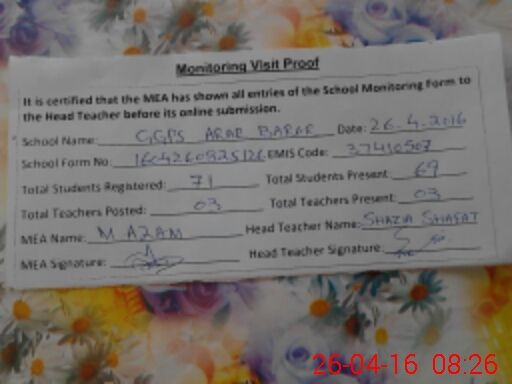 Monitoring Visit Proof
It is certified that the MEA has shown all entries of the School Monitoring Form to
the Head Teacher before its online submission.
School Name: GGPS ARAR BARAR Date: 26.4.2016
School Form No: EMIS Code: 37410507
Total Students Registered: 71 Total Students Present: 69
Total Teachers Posted: 03 Total Teachers Present: 03
MEA Name: M AZAM Head Teacher Name: SHAZIA SHAFAT
MEA Signature: Head Teacher Signature:
26-04-16 08:26